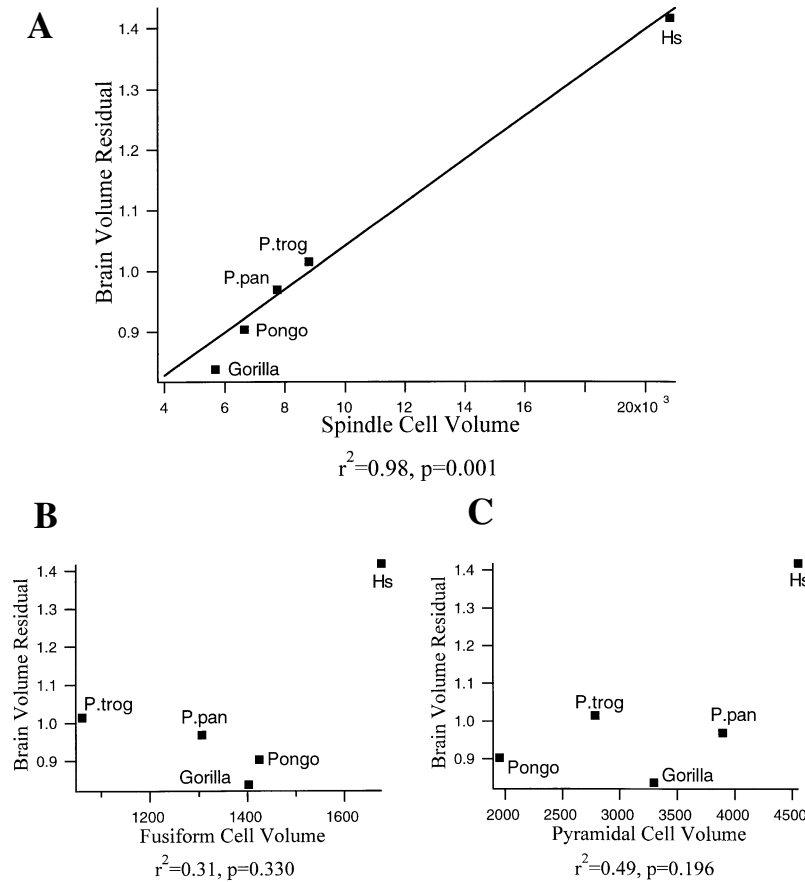 A
Brain Volume Residual
1.4
1.3
1.2
1.1
1.0
0.9
Hs
P.trog
P.pan
Pongo
Gorilla
4 6 8 10 12 14 16 20x10 3
Spindle Cell Volume
r2=0.98, p=0.001
B
Brain Volume Residual
1.4
1.3
1.2
1.1
1.0
0.9
Hs
P.trog
P.pan
Pongo
Gorilla
1200 1400 1600
Fusiform Cell Volume
r2=0.31, p=0.330
C
Brain Volume Residual
1.4
1.3
1.2
1.1
1.0
0.9
Hs
P.trog
P.pan
Pongo
Gorilla
2000 2500 3000 3500 4000 4500
Pyramidal Cell Volume
r2=0.49, p=0.196